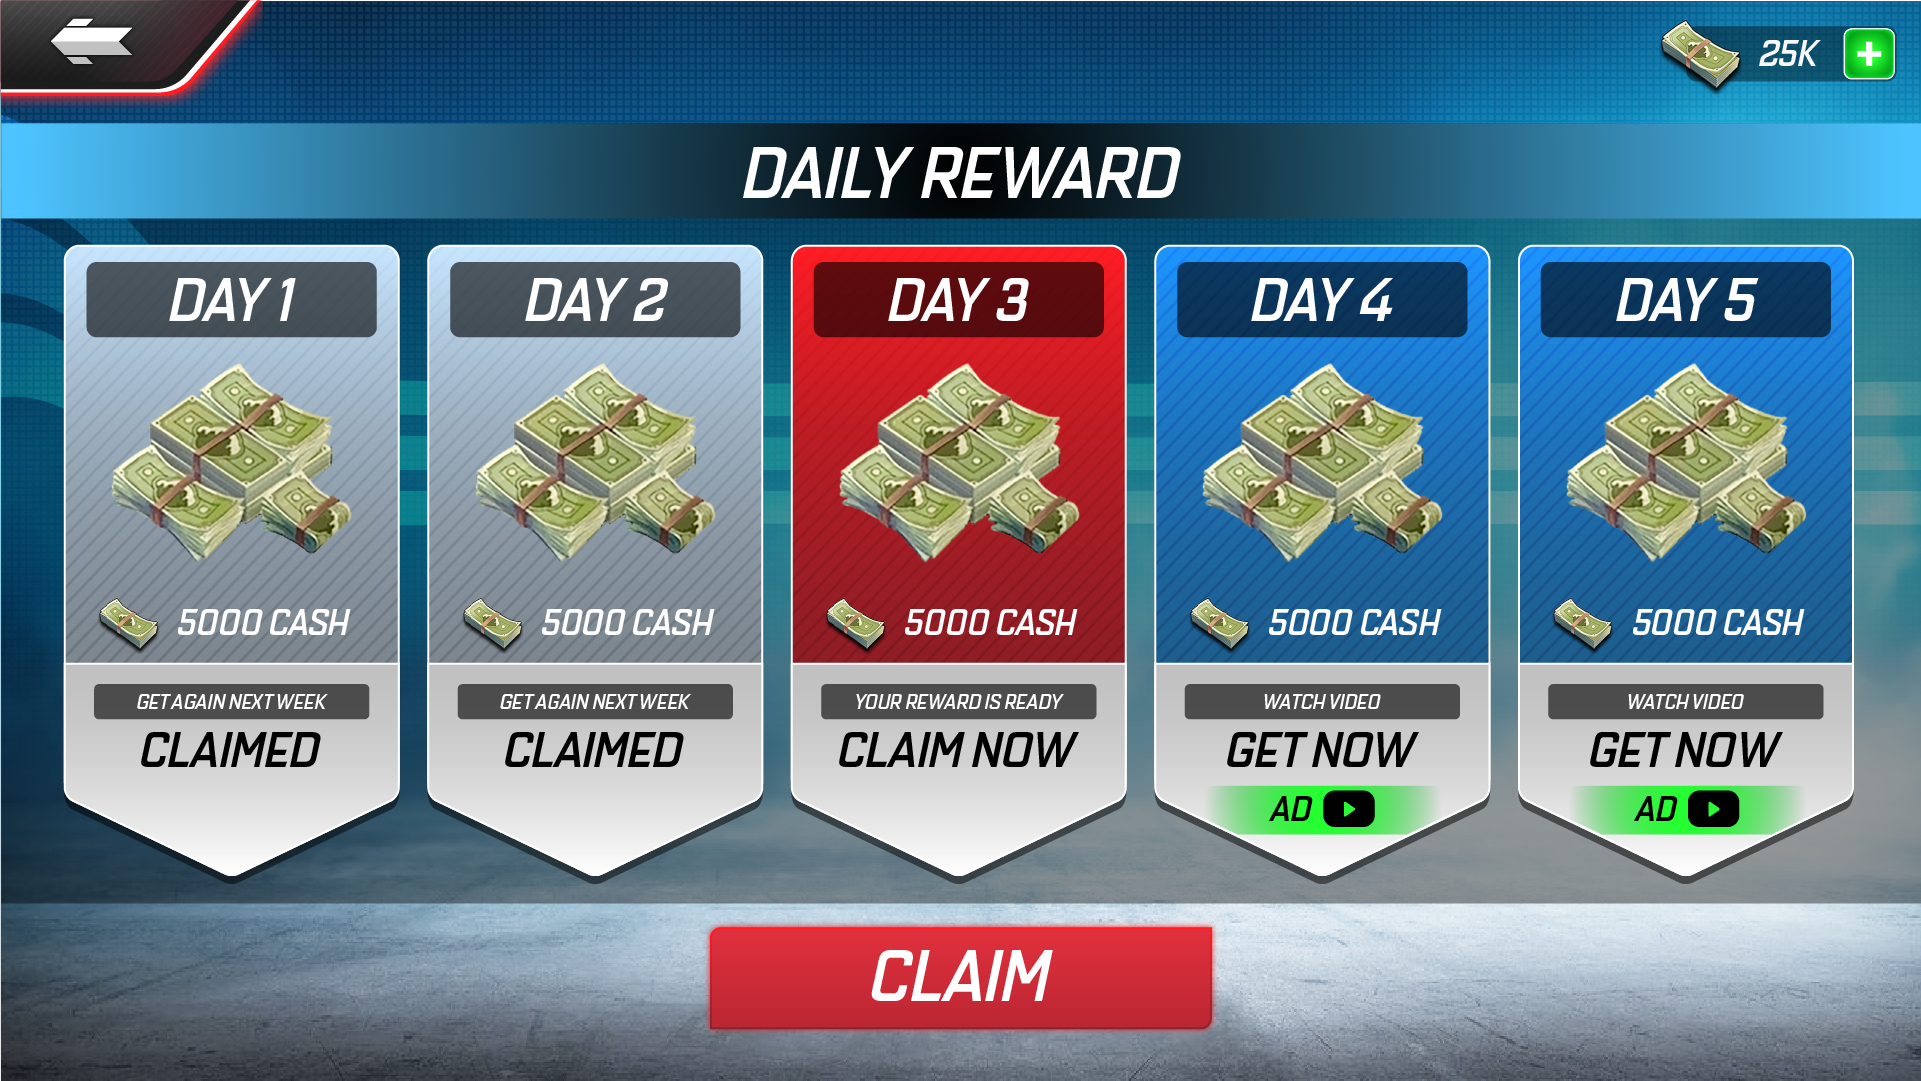 25K
DAILY REWARD
DAY 1
5000 CASH
GET AGAIN NEXT WEEK
CLAIMED
DAY 2
5000 CASH
GET AGAIN NEXT WEEK
CLAIMED
DAY 3
5000 CASH
YOUR REWARD IS READY
CLAIM NOW
DAY 4
5000 CASH
WATCH VIDEO
GET NOW
AD
DAY 5
5000 CASH
WATCH VIDEO
GET NOW
AD
CLAIM